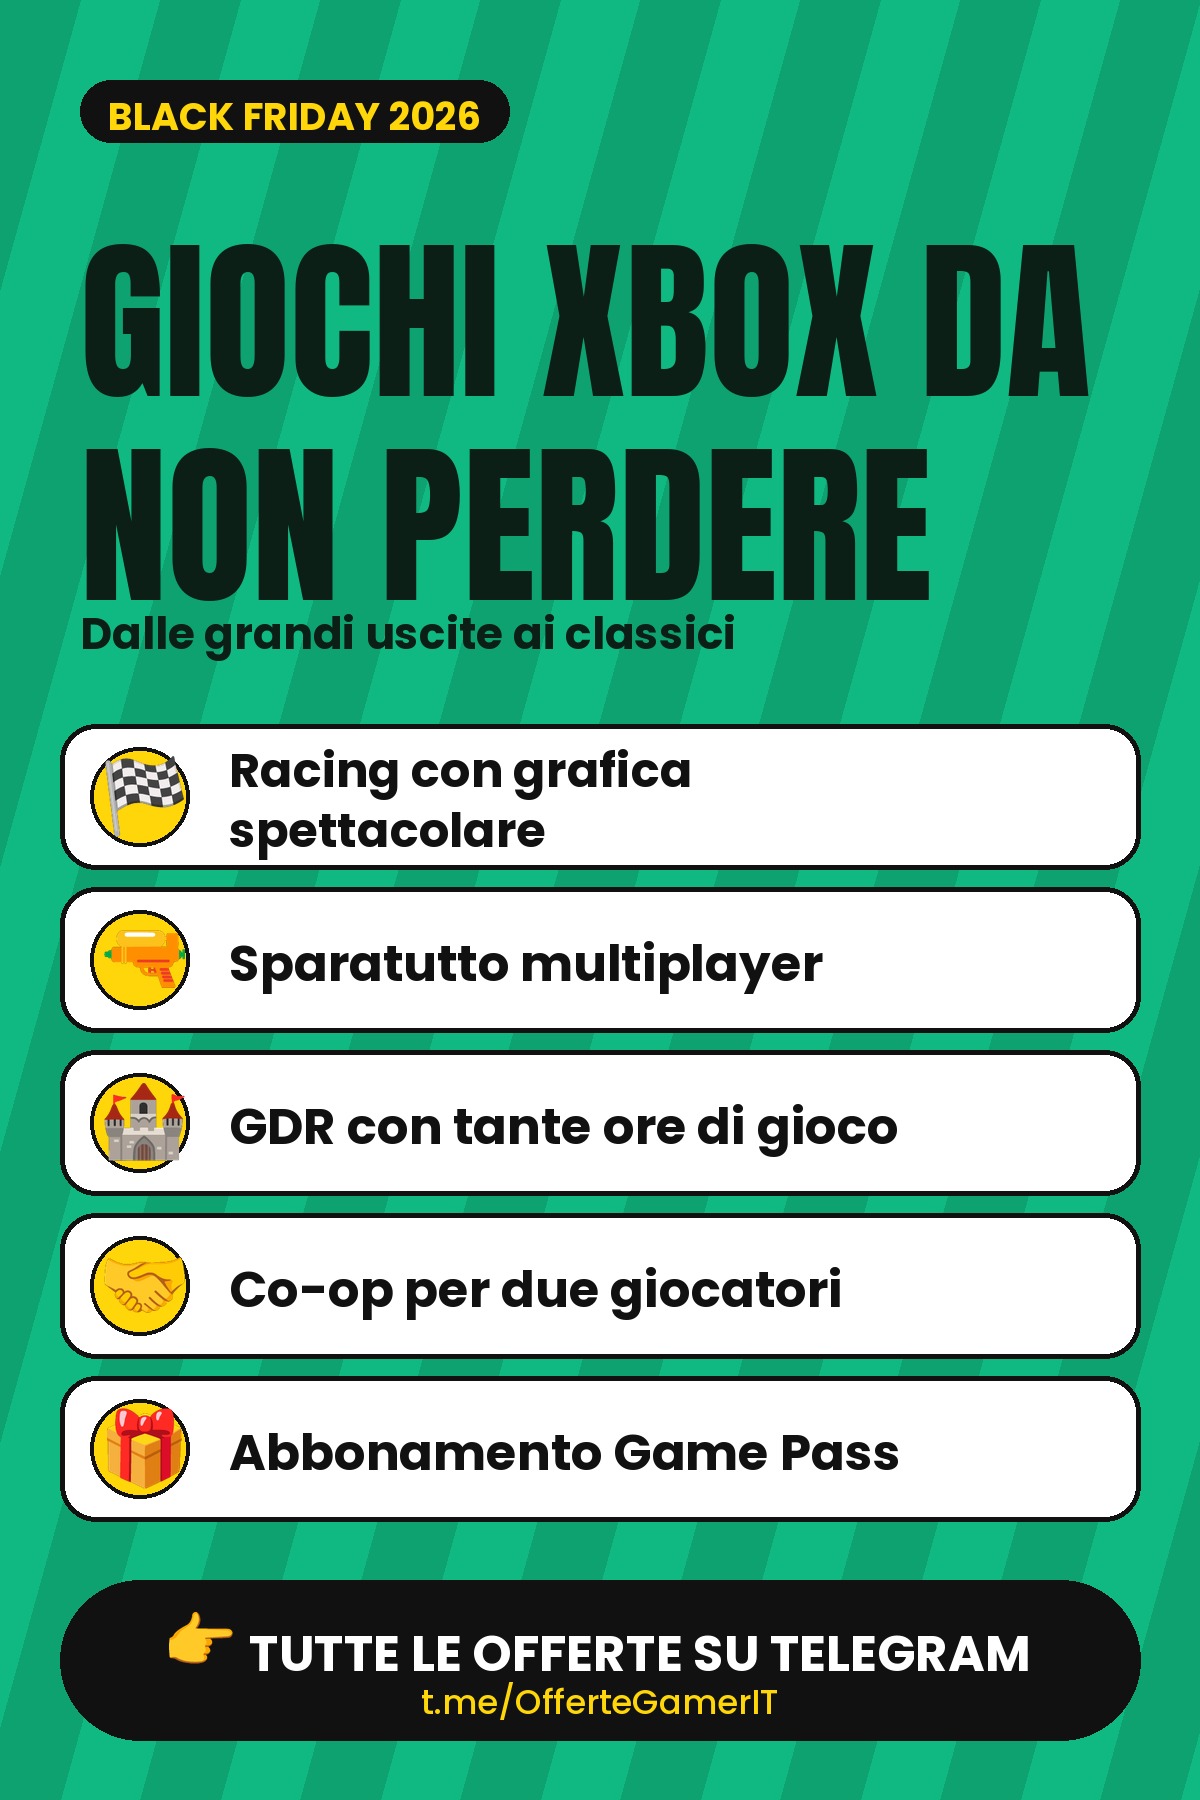 BLACK FRIDAY 2026
GIOCHI XBOX DA
NON PERDERE
Dalle grandi uscite ai classici
Racing con grafica
spettacolare
Sparatutto multiplayer
GDR con tante ore di gioco
Co-op per due giocatori
Abbonamento Game Pass
👉 TUTTE LE OFFERTE SU TELEGRAM
t.me/OfferteGamerIT